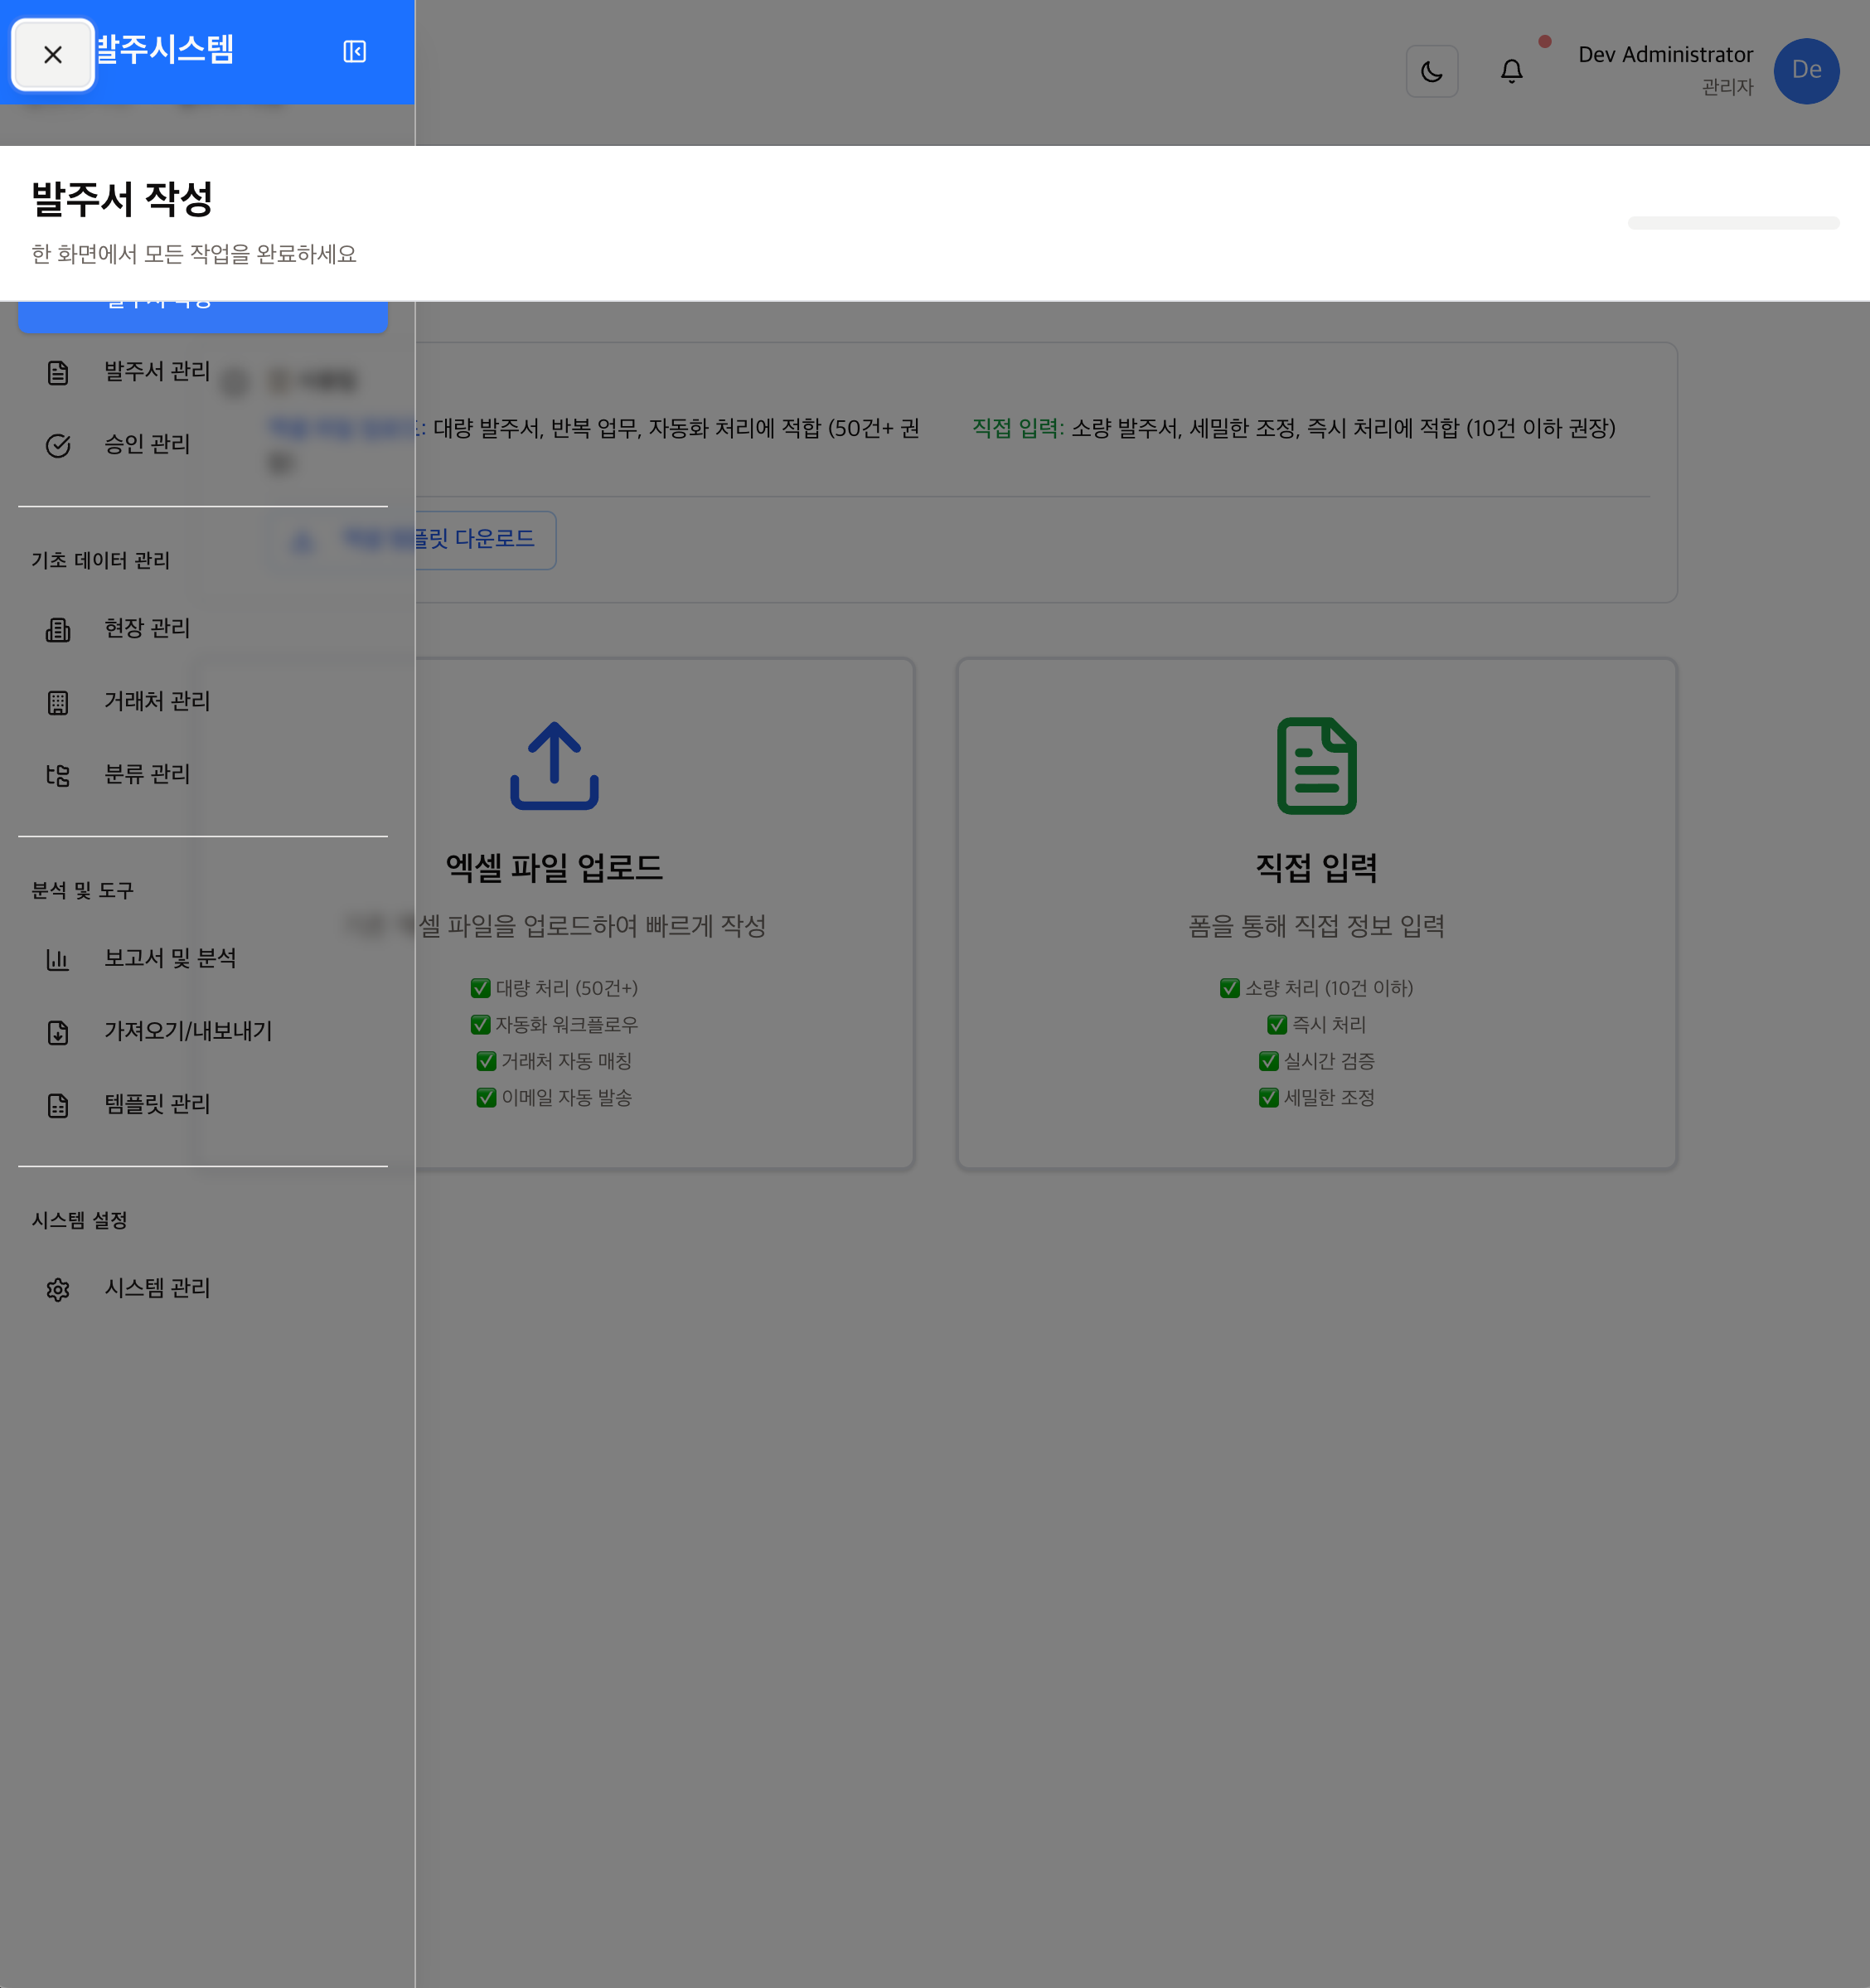 발주시스템
Dev Administrator
관리자
De
발주서 작성
한 화면에서 모든 작업을 완료하세요
발주서 관리
승인 관리
기초 데이터 관리
현장 관리
거래처 관리
분류 관리
분석 및 도구
보고서 및 분석
가져오기/내보내기
템플릿 관리
시스템 설정
시스템 관리
: 대량 발주서, 반복 업무, 자동화 처리에 적합 (50건+ 권
직접 입력: 소량 발주서, 세밀한 조정, 즉시 처리에 적합 (10건 이하 권장)
다운로드
엑셀 파일 업로드
파일을 업로드하여 빠르게 작성
✅ 대량 처리 (50건+)
✅ 자동화 워크플로우
✅ 거래처 자동 매칭
✅ 이메일 자동 발송
직접 입력
폼을 통해 직접 정보 입력
✅ 소량 처리 (10건 이하)
✅ 즉시 처리
✅ 실시간 검증
✅ 세밀한 조정